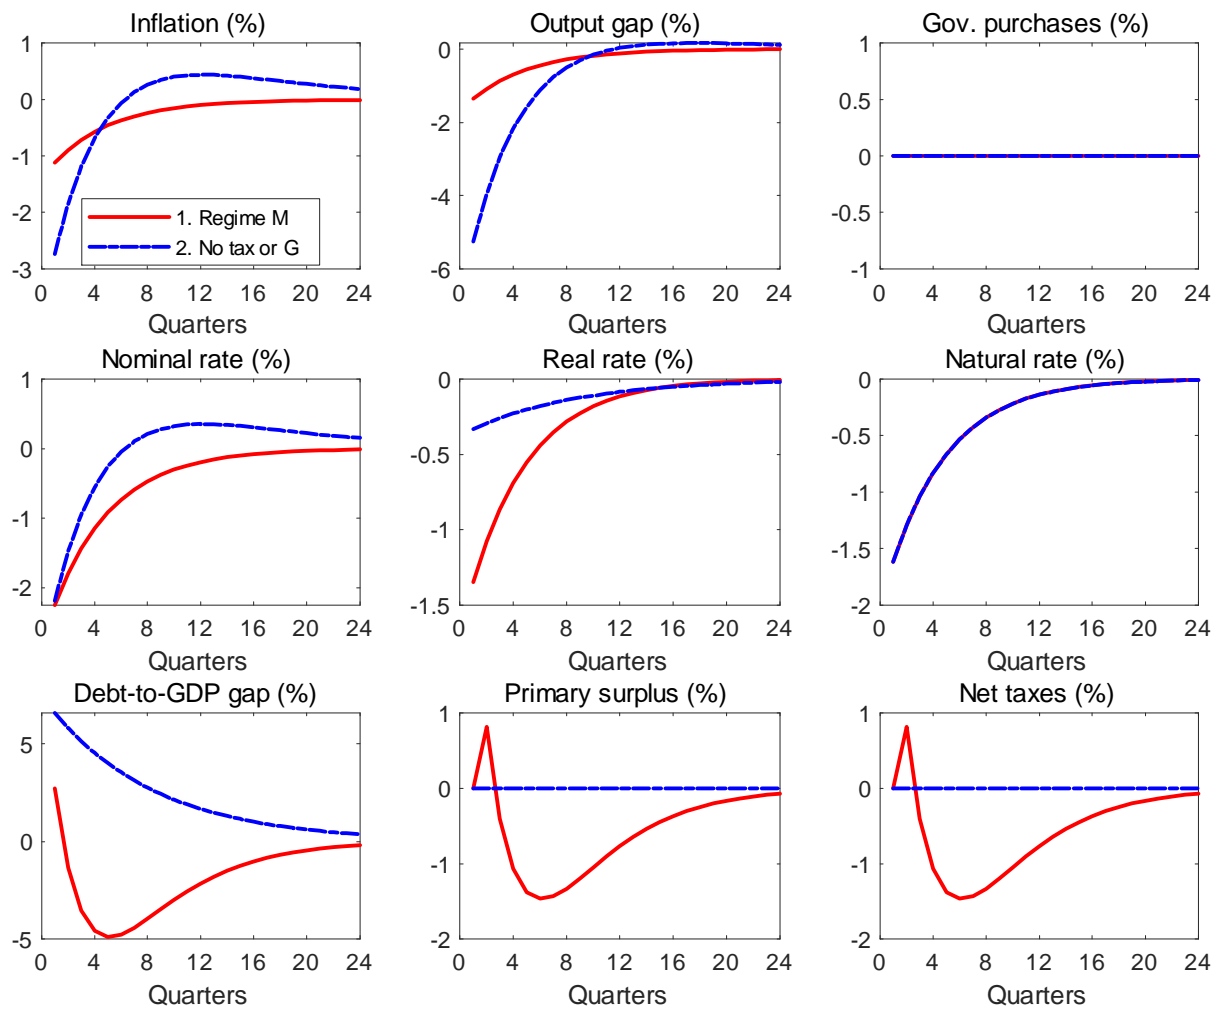 Inflation (%)
Output gap (%)
Gov. purchases (%)
1
0
-1
-2
-3
1. Regime M
2. No tax or G
0 4 8 12 16 20 24
Quarters
0
-2
-4
-6
0 4 8 12 16 20 24
Quarters
1
0.5
0
-0.5
-1
0 4 8 12 16 20 24
Quarters
Nominal rate (%)
Real rate (%)
Natural rate (%)
1
0
-1
-2
0 4 8 12 16 20 24
Quarters
0
-0.5
-1
-1.5
0 4 8 12 16 20 24
Quarters
0
-0.5
-1
-1.5
-2
0 4 8 12 16 20 24
Quarters
Debt-to-GDP gap (%)
Primary surplus (%)
Net taxes (%)
5
0
-5
0 4 8 12 16 20 24
Quarters
1
0
-1
-2
0 4 8 12 16 20 24
Quarters
1
0
-1
-2
0 4 8 12 16 20 24
Quarters